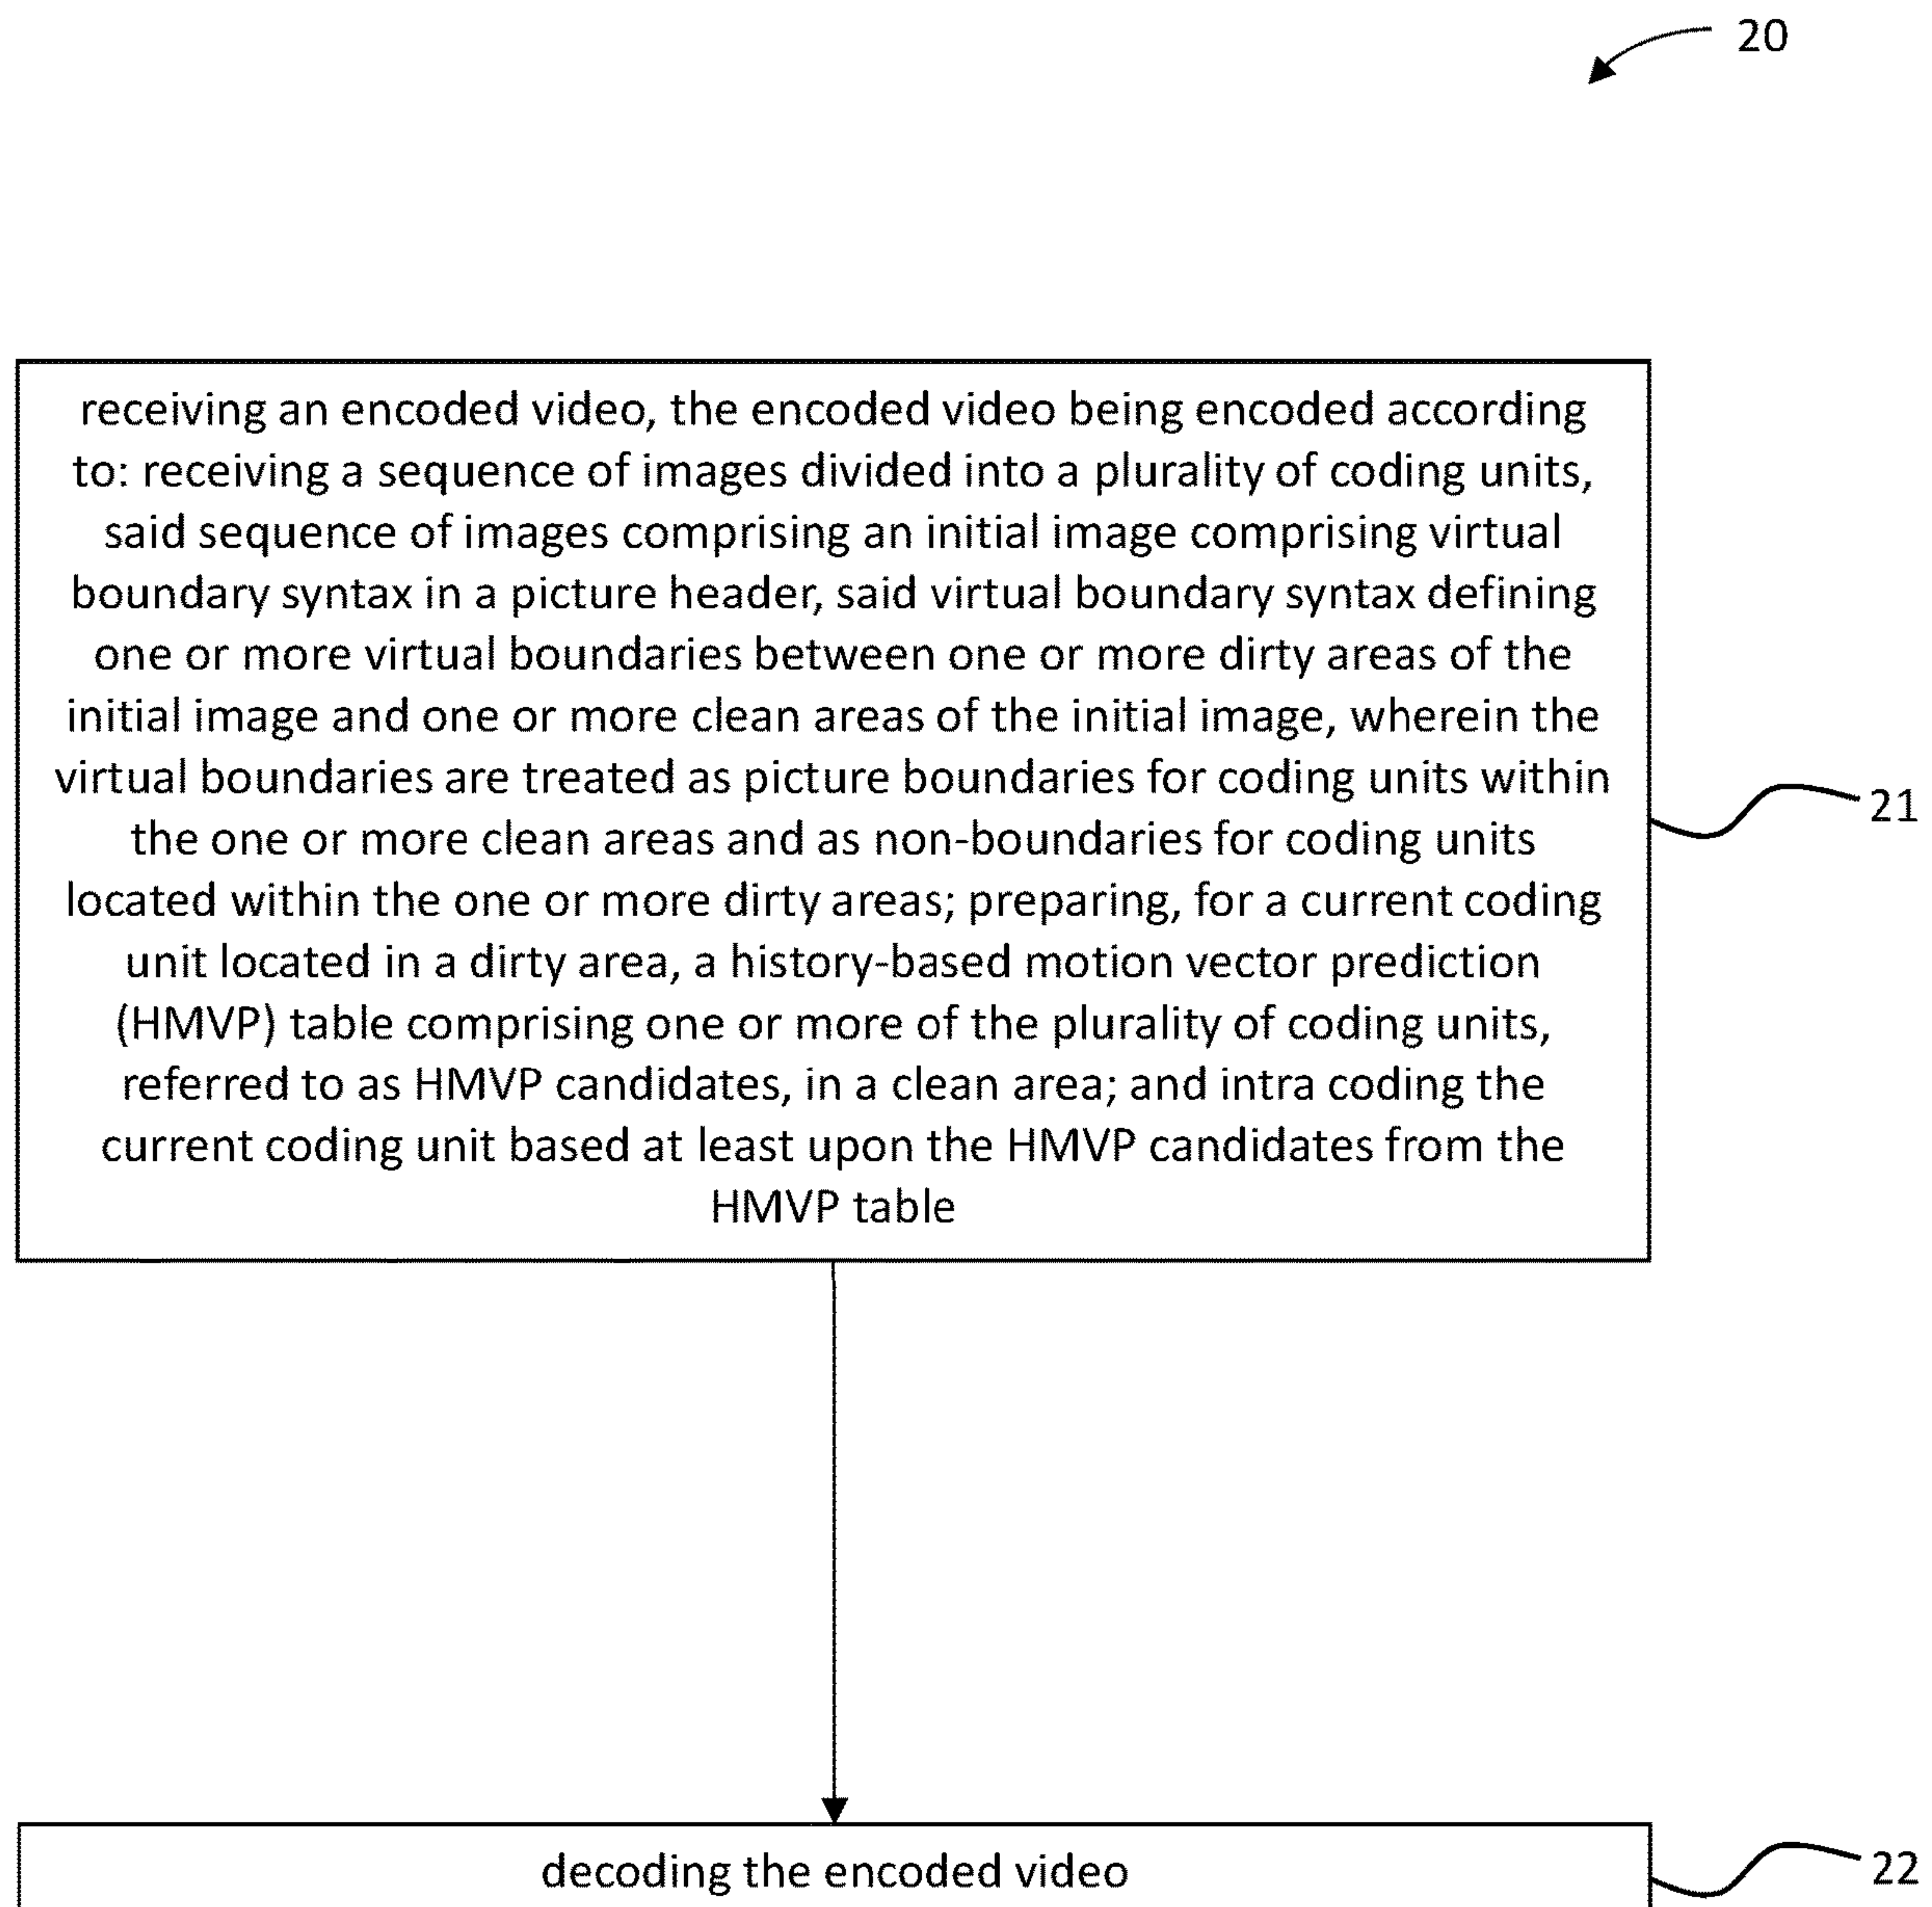 20
receiving an encoded video, the encoded video being encoded according
to: receiving a sequence of images divided into a plurality of coding units,
said sequence of images comprising an initial image comprising virtual
boundary syntax in a picture header, said virtual boundary syntax defining
one or more virtual boundaries between one or more dirty areas of the
initial image and one or more clean areas of the initial image, wherein the
virtual boundaries are treated as picture boundaries for coding units within
the one or more clean areas and as non-boundaries for coding units
located within the one or more dirty areas; preparing, for a current coding
unit located in a dirty area, a history-based motion vector prediction
(HMVP) table comprising one or more of the plurality of coding units,
referred to as HMVP candidates, in a clean area; and intra coding the
current coding unit based at least upon the HMVP candidates from the
HMVP table
21
decoding the encoded video
22